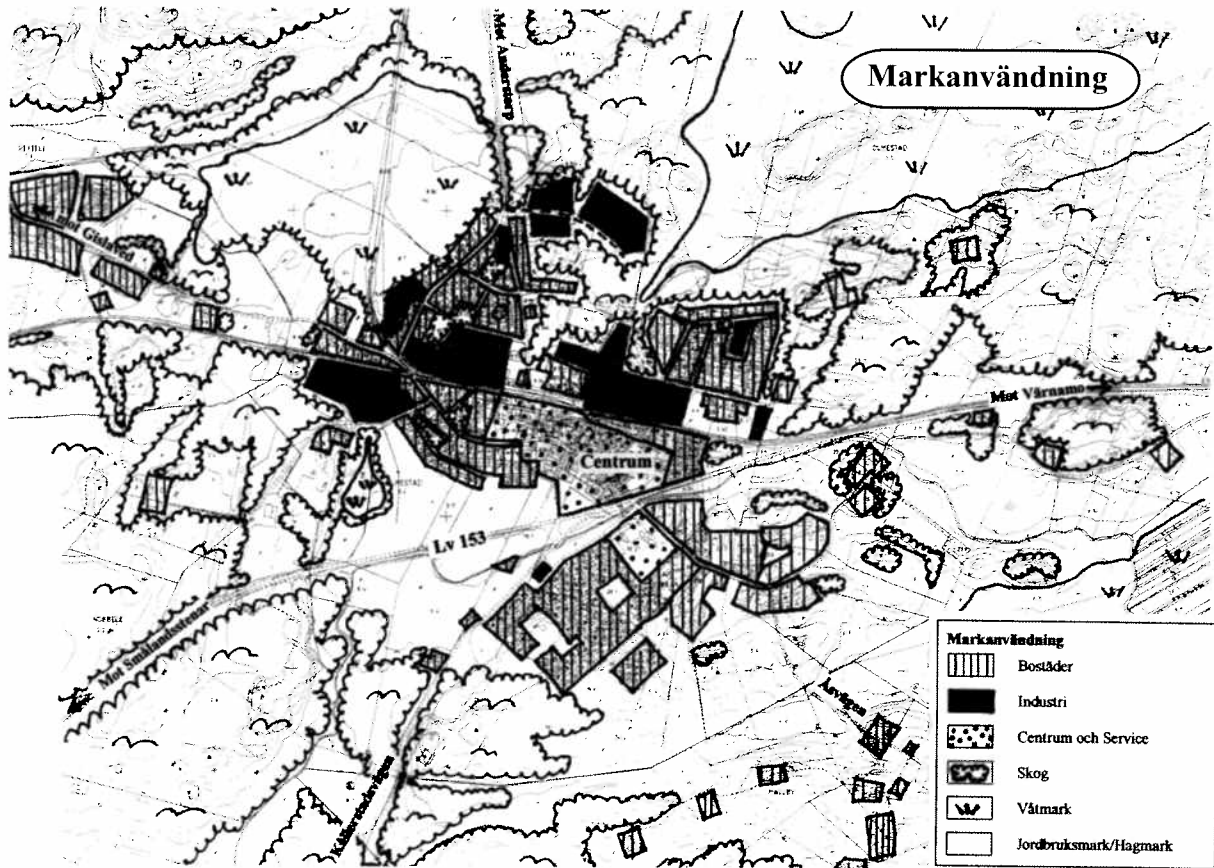 Markanvändning
Mot Anderstorp
Mot Gislaved
Mot Värnamo
Centrum
Lv 153
Mot Smålandsstenar
Åsvägen
Markanvändning
Bostäder
Industri
Centrum och Service
Skog
Våtmark
Jordbruksmark/Hagmark